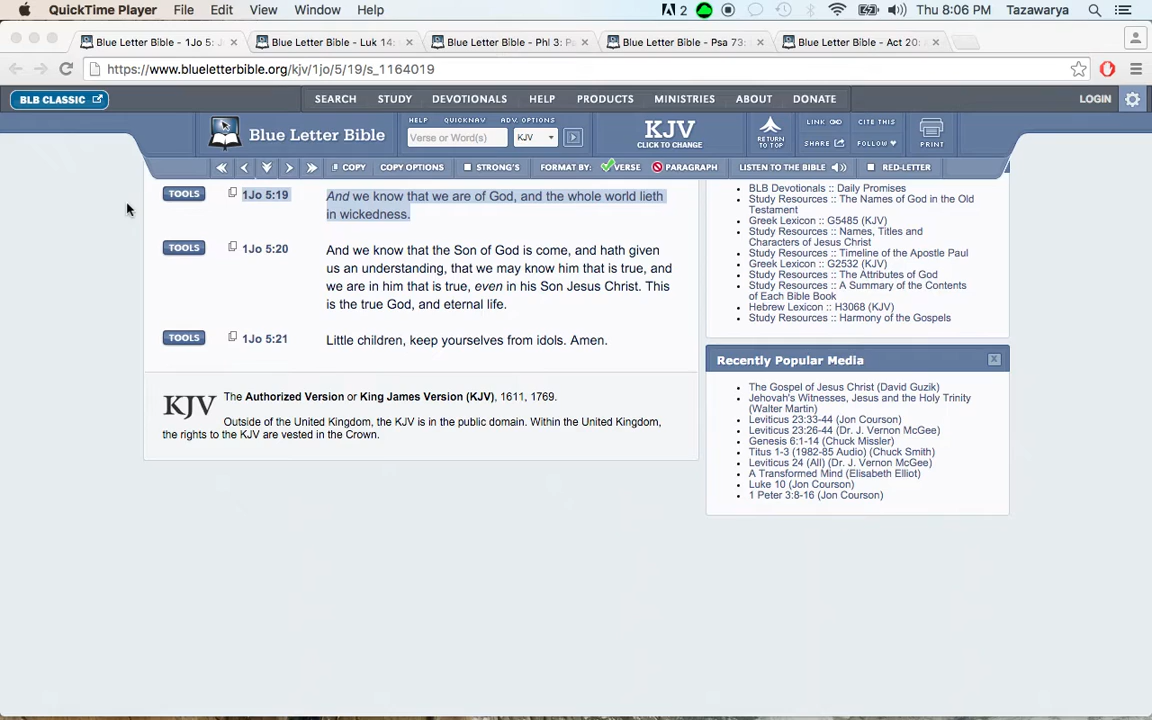 QuickTime Player File Edit View Window Help 2 Thu 8:06 PM Tazawarya
Blue Letter Bible - 1Jo 5: × Blue Letter Bible - Luk 14: × Blue Letter Bible - Phl 3: P × Blue Letter Bible - Psa 73: × Blue Letter Bible - Act 20: ×
https://www.blueletterbible.org/kjv/1jo/5/19/s_1164019
BLB CLASSIC SEARCH STUDY DEVOTIONALS HELP PRODUCTS MINISTRIES ABOUT DONATE LOGIN
HELP QUICKNAV ADV. OPTIONS
Blue Letter Bible Verse or Word(s) KJV
KJV
CLICK TO CHANGE
RETURN
TO TOP
LINK CITE THIS
SHARE FOLLOW
PRINT
COPY COPY OPTIONS STRONG'S FORMAT BY: VERSE PARAGRAPH LISTEN TO THE BIBLE RED-LETTER
TOOLS 1Jo 5:19 And we know that we are of God, and the whole world lieth
in wickedness.
TOOLS 1Jo 5:20 And we know that the Son of God is come, and hath given
us an understanding, that we may know him that is true, and
we are in him that is true, even in his Son Jesus Christ. This
is the true God, and eternal life.
TOOLS 1Jo 5:21 Little children, keep yourselves from idols. Amen.
KJV The Authorized Version or King James Version (KJV), 1611, 1769.
Outside of the United Kingdom, the KJV is in the public domain. Within the United Kingdom,
the rights to the KJV are vested in the Crown.
BLB Devotionals :: Daily Promises
Study Resources :: The Names of God in the Old
Testament
Greek Lexicon :: G5485 (KJV)
Study Resources :: Names, Titles and
Characters of Jesus Christ
Study Resources :: Timeline of the Apostle Paul
Greek Lexicon :: G2532 (KJV)
Study Resources :: The Attributes of God
Study Resources :: A Summary of the Contents
of Each Bible Book
Hebrew Lexicon :: H3068 (KJV)
Study Resources :: Harmony of the Gospels
Recently Popular Media X
The Gospel of Jesus Christ (David Guzik)
Jehovah's Witnesses, Jesus and the Holy Trinity
(Walter Martin)
Leviticus 23:33-44 (Jon Courson)
Leviticus 23:26-44 (Dr. J. Vernon McGee)
Genesis 6:1-14 (Chuck Missler)
Titus 1-3 (1982-85 Audio) (Chuck Smith)
Leviticus 24 (All) (Dr. J. Vernon McGee)
A Transformed Mind (Elisabeth Elliot)
Luke 10 (Jon Courson)
1 Peter 3:8-16 (Jon Courson)